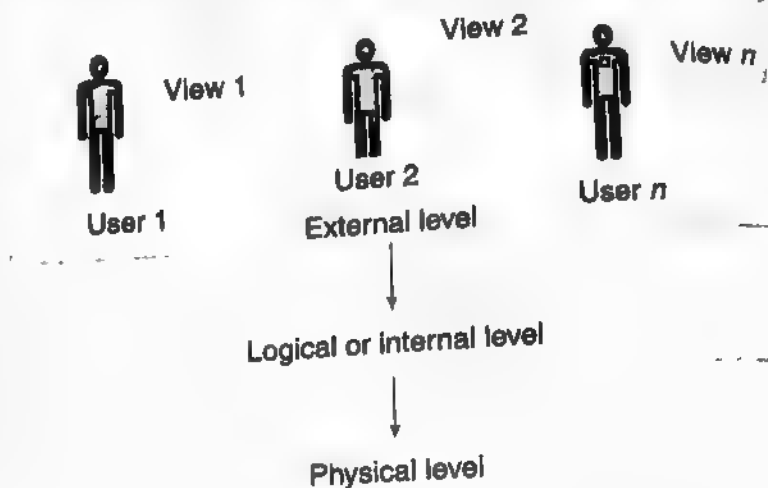 View 2
View n
View 1
User 2
User n
User 1
External level
Logical or internal level
Physical level